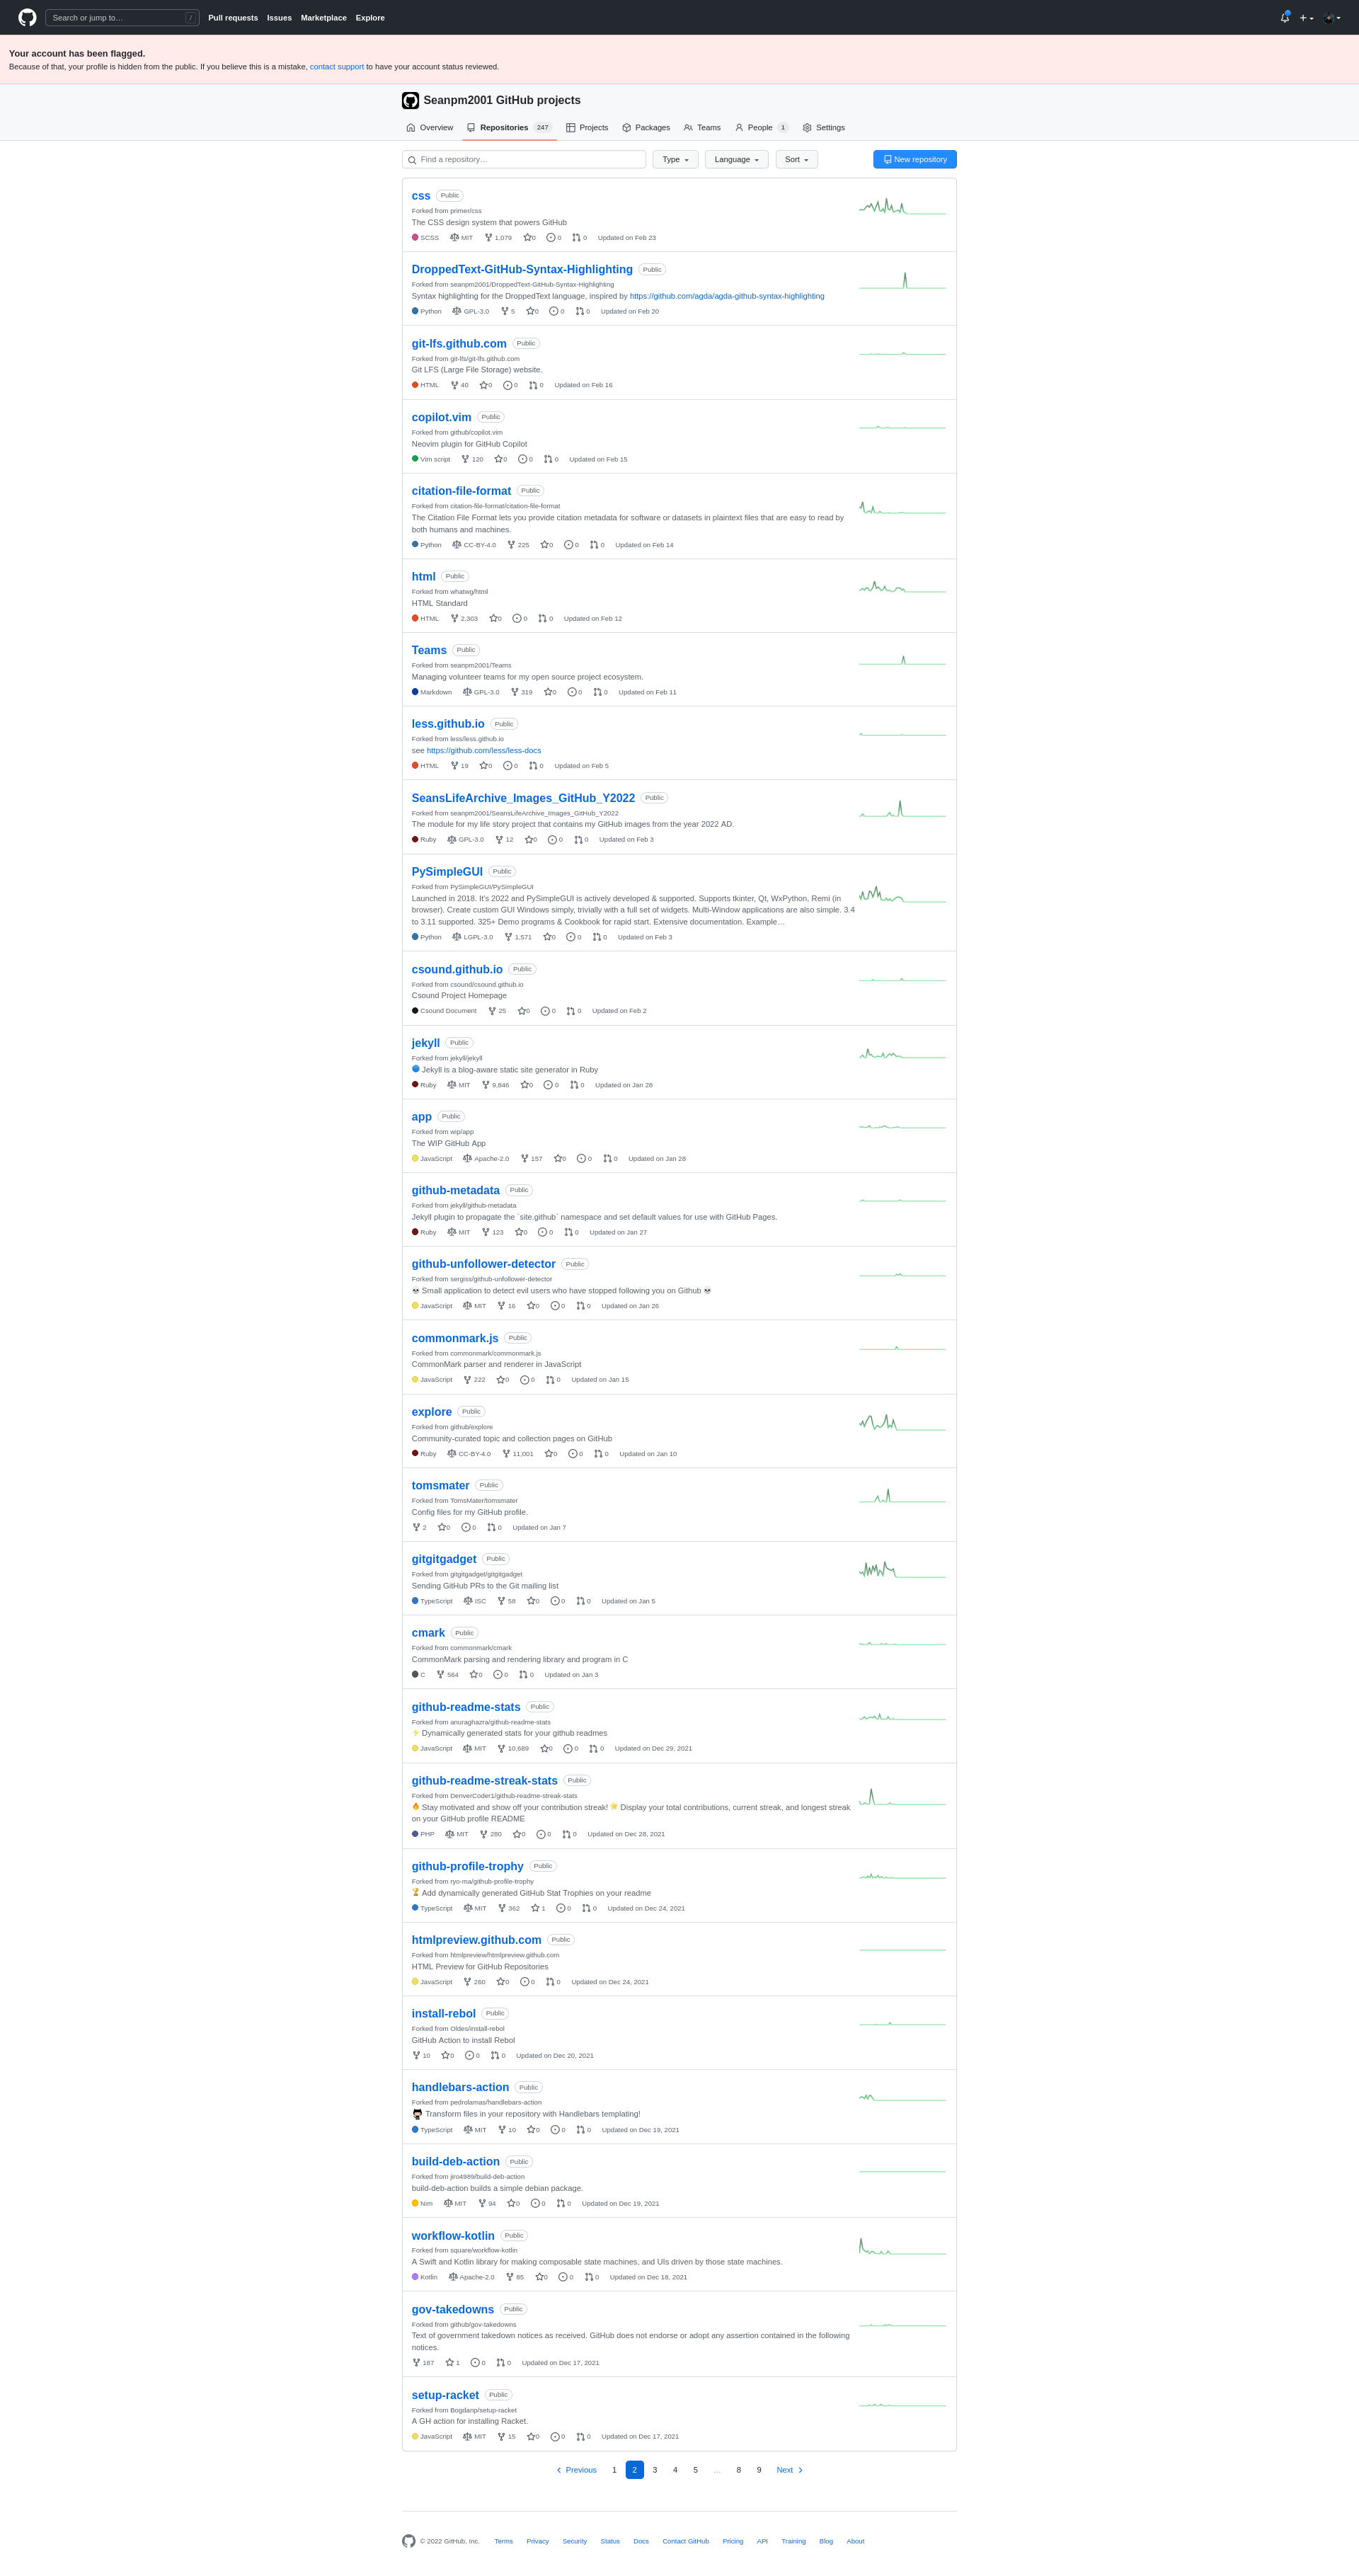 Search or jump to… /
Pull requests Issues Marketplace Explore
Your account has been flagged.
Because of that, your profile is hidden from the public. If you believe this is a mistake, contact support to have your account status reviewed.
Seanpm2001 GitHub projects
Overview Repositories 247 Projects Packages Teams People 1 Settings
Find a repository… Type Language Sort New repository
css Public
Forked from primer/css
The CSS design system that powers GitHub
SCSS MIT 1,079 0 0 0 Updated on Feb 23
DroppedText-GitHub-Syntax-Highlighting Public
Forked from seanpm2001/DroppedText-GitHub-Syntax-Highlighting
Syntax highlighting for the DroppedText language, inspired by https://github.com/agda/agda-github-syntax-highlighting
Python GPL-3.0 5 0 0 0 Updated on Feb 20
git-lfs.github.com Public
Forked from git-lfs/git-lfs.github.com
Git LFS (Large File Storage) website.
HTML 40 0 0 0 Updated on Feb 16
copilot.vim Public
Forked from github/copilot.vim
Neovim plugin for GitHub Copilot
Vim script 120 0 0 0 Updated on Feb 15
citation-file-format Public
Forked from citation-file-format/citation-file-format
The Citation File Format lets you provide citation metadata for software or datasets in plaintext files that are easy to read by
both humans and machines.
Python CC-BY-4.0 225 0 0 0 Updated on Feb 14
html Public
Forked from whatwg/html
HTML Standard
HTML 2,303 0 0 0 Updated on Feb 12
Teams Public
Forked from seanpm2001/Teams
Managing volunteer teams for my open source project ecosystem.
Markdown GPL-3.0 319 0 0 0 Updated on Feb 11
less.github.io Public
Forked from less/less.github.io
see https://github.com/less/less-docs
HTML 19 0 0 0 Updated on Feb 5
SeansLifeArchive_Images_GitHub_Y2022 Public
Forked from seanpm2001/SeansLifeArchive_Images_GitHub_Y2022
The module for my life story project that contains my GitHub images from the year 2022 AD.
Ruby GPL-3.0 12 0 0 0 Updated on Feb 3
PySimpleGUI Public
Forked from PySimpleGUI/PySimpleGUI
Launched in 2018. It's 2022 and PySimpleGUI is actively developed & supported. Supports tkinter, Qt, WxPython, Remi (in
browser). Create custom GUI Windows simply, trivially with a full set of widgets. Multi-Window applications are also simple. 3.4
to 3.11 supported. 325+ Demo programs & Cookbook for rapid start. Extensive documentation. Example…
Python LGPL-3.0 1,571 0 0 0 Updated on Feb 3
csound.github.io Public
Forked from csound/csound.github.io
Csound Project Homepage
Csound Document 25 0 0 0 Updated on Feb 2
jekyll Public
Forked from jekyll/jekyll
Jekyll is a blog-aware static site generator in Ruby
Ruby MIT 9,846 0 0 0 Updated on Jan 28
app Public
Forked from wip/app
The WIP GitHub App
JavaScript Apache-2.0 157 0 0 0 Updated on Jan 28
github-metadata Public
Forked from jekyll/github-metadata
Jekyll plugin to propagate the `site.github` namespace and set default values for use with GitHub Pages.
Ruby MIT 123 0 0 0 Updated on Jan 27
github-unfollower-detector Public
Forked from sergiss/github-unfollower-detector
💀 Small application to detect evil users who have stopped following you on Github 💀
JavaScript MIT 16 0 0 0 Updated on Jan 26
commonmark.js Public
Forked from commonmark/commonmark.js
CommonMark parser and renderer in JavaScript
JavaScript 222 0 0 0 Updated on Jan 15
explore Public
Forked from github/explore
Community-curated topic and collection pages on GitHub
Ruby CC-BY-4.0 11,001 0 0 0 Updated on Jan 10
tomsmater Public
Forked from TomsMater/tomsmater
Config files for my GitHub profile.
2 0 0 0 Updated on Jan 7
gitgitgadget Public
Forked from gitgitgadget/gitgitgadget
Sending GitHub PRs to the Git mailing list
TypeScript ISC 58 0 0 0 Updated on Jan 5
cmark Public
Forked from commonmark/cmark
CommonMark parsing and rendering library and program in C
C 564 0 0 0 Updated on Jan 3
github-readme-stats Public
Forked from anuraghazra/github-readme-stats
⚡ Dynamically generated stats for your github readmes
JavaScript MIT 10,689 0 0 0 Updated on Dec 29, 2021
github-readme-streak-stats Public
Forked from DenverCoder1/github-readme-streak-stats
🔥 Stay motivated and show off your contribution streak! 🌟 Display your total contributions, current streak, and longest streak
on your GitHub profile README
PHP MIT 280 0 0 0 Updated on Dec 28, 2021
github-profile-trophy Public
Forked from ryo-ma/github-profile-trophy
🏆 Add dynamically generated GitHub Stat Trophies on your readme
TypeScript MIT 362 1 0 0 Updated on Dec 24, 2021
htmlpreview.github.com Public
Forked from htmlpreview/htmlpreview.github.com
HTML Preview for GitHub Repositories
JavaScript 260 0 0 0 Updated on Dec 24, 2021
install-rebol Public
Forked from Oldes/install-rebol
GitHub Action to install Rebol
10 0 0 0 Updated on Dec 20, 2021
handlebars-action Public
Forked from pedrolamas/handlebars-action
Transform files in your repository with Handlebars templating!
TypeScript MIT 10 0 0 0 Updated on Dec 19, 2021
build-deb-action Public
Forked from jiro4989/build-deb-action
build-deb-action builds a simple debian package.
Nim MIT 94 0 0 0 Updated on Dec 19, 2021
workflow-kotlin Public
Forked from square/workflow-kotlin
A Swift and Kotlin library for making composable state machines, and UIs driven by those state machines.
Kotlin Apache-2.0 85 0 0 0 Updated on Dec 18, 2021
gov-takedowns Public
Forked from github/gov-takedowns
Text of government takedown notices as received. GitHub does not endorse or adopt any assertion contained in the following
notices.
187 1 0 0 Updated on Dec 17, 2021
setup-racket Public
Forked from Bogdanp/setup-racket
A GH action for installing Racket.
JavaScript MIT 15 0 0 0 Updated on Dec 17, 2021
Previous 1 2 3 4 5 … 8 9 Next
© 2022 GitHub, Inc. Terms Privacy Security Status Docs Contact GitHub Pricing API Training Blog About